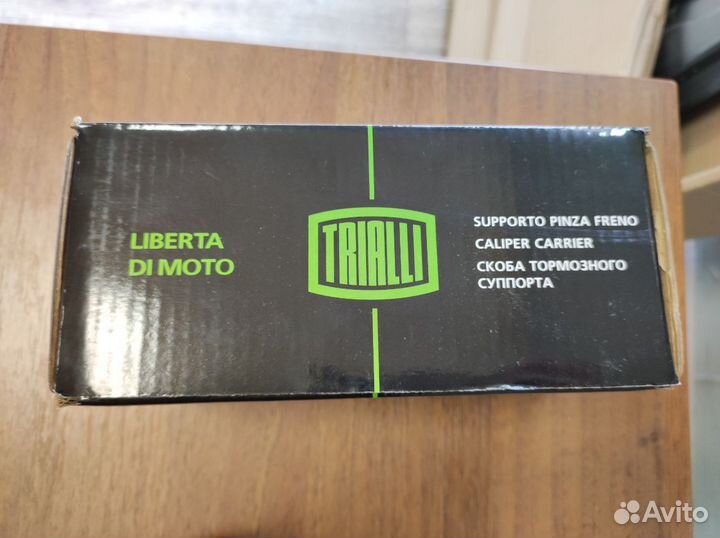 LIBERTA
DI MOTO
TRIALLI
SUPPORTO PINZA FRENO
CALIPER CARRIER
СКОБА ТОРМОЗНОГО
СУППОРТА
Avito